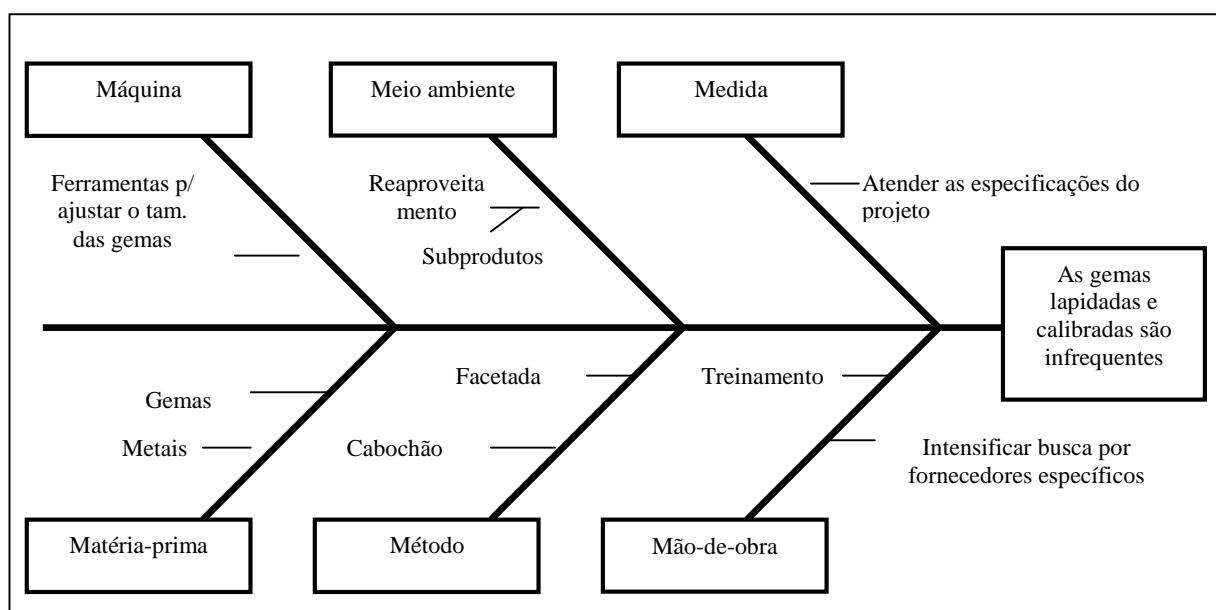 Máquina
Meio ambiente
Medida
Ferramentas p/
ajustar o tam.
das gemas
Reaproveita
mento
Subprodutos
Atender as especificações do
projeto
As gemas
lapidadas e
calibradas são
infrequentes
Gemas
Metais
Facetada
Cabochão
Treinamento
Intensificar busca por
fornecedores específicos
Matéria-prima
Método
Mão-de-obra